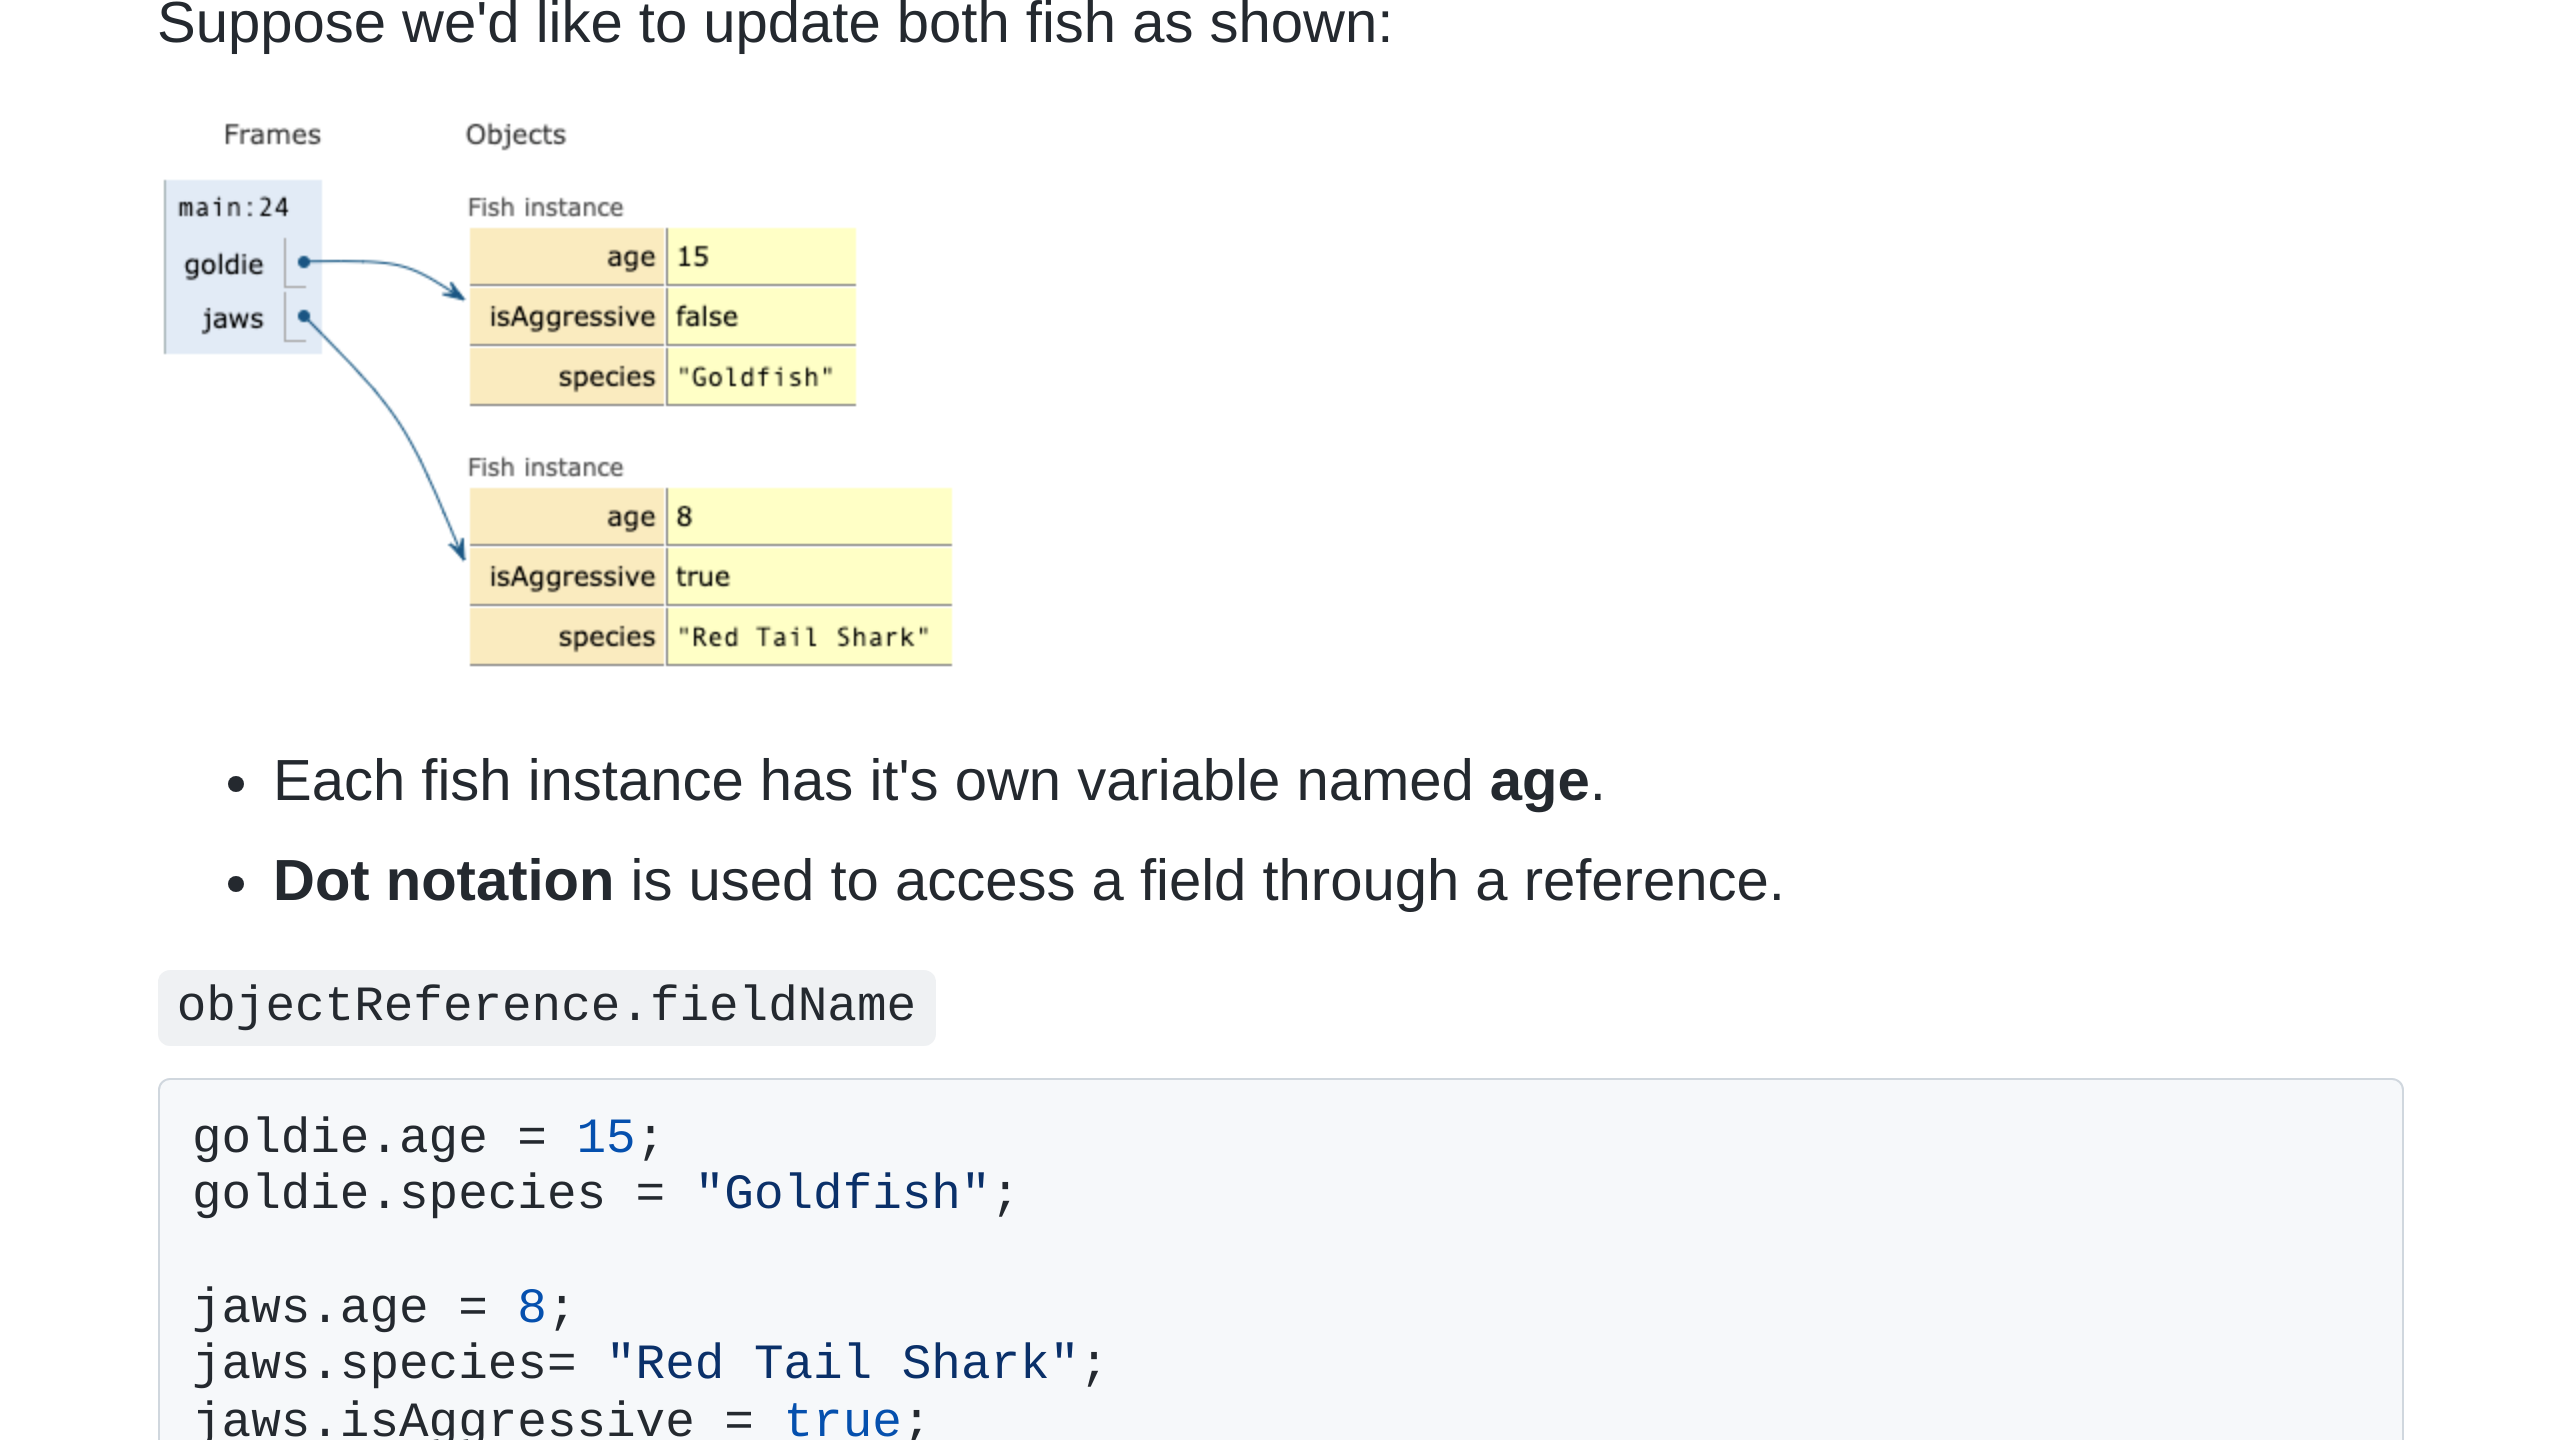 Suppose we'd like to update both fish as shown:
Frames
Objects
main:24
goldie
jaws
Fish instance
age 15
isAggressive false
species "Goldfish"
Fish instance
age 8
isAggressive true
species "Red Tail Shark"
• Each fish instance has it's own variable named age.
• Dot notation is used to access a field through a reference.
objectReference.fieldName
goldie.age = 15;
goldie.species = "Goldfish";
jaws.age = 8;
jaws.species= "Red Tail Shark";
jaws.isAggressive = true;